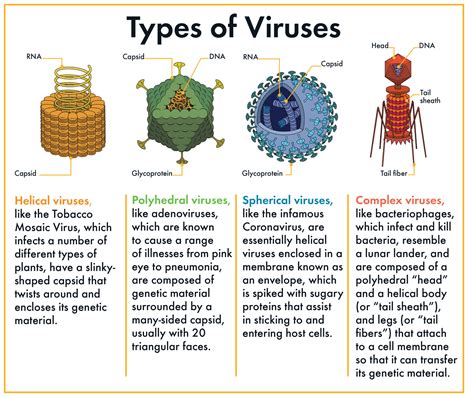 Types of Viruses
RNA
Capsid
Capsid
DNA
Glycoprotein
RNA
Capsid
Glycoprotein
Head
DNA
Tail
sheath
Tail fiber
Helical viruses,
like the Tobacco
Mosaic Virus, which
infects a number of
different types of
plants, have a slinky-
shaped capsid that
twists around and
encloses its genetic
material.
Polyhedral viruses,
like adenoviruses,
which are known
to cause a range
of illnesses from pink
eye to pneumonia,
are composed of
genetic material
surrounded by a
many-sided capsid,
usually with 20
triangular faces.
Spherical viruses,
like the infamous
Coronavirus, are
essentially helical
viruses enclosed in a
membrane known as
an envelope, which
is spiked with sugary
proteins that assist
in sticking to and
entering host cells.
Complex viruses,
like bacteriophages,
which infect and kill
bacteria, resemble
a lunar lander, and
are composed of a
polyhedral “head”
and a helical body
(or “tail sheath”),
and legs (or “tail
fibers”) that attach
to a cell membrane
so that it can transfer
its genetic material.